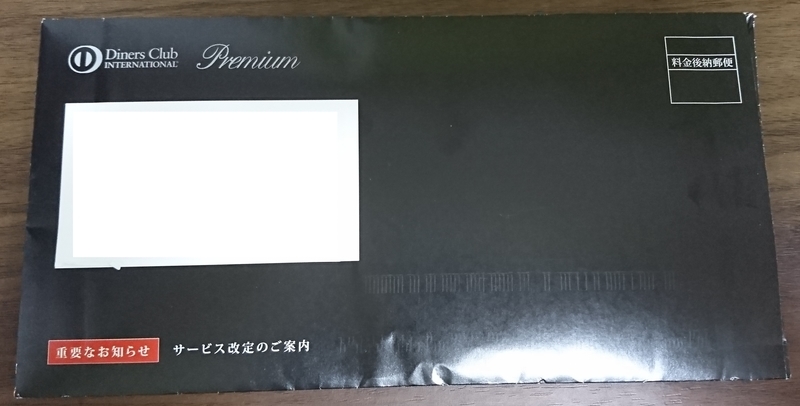 Diners Club
INTERNATIONAL®
Premium
料金後納郵便
重要なお知らせ
サービス改定のご案内